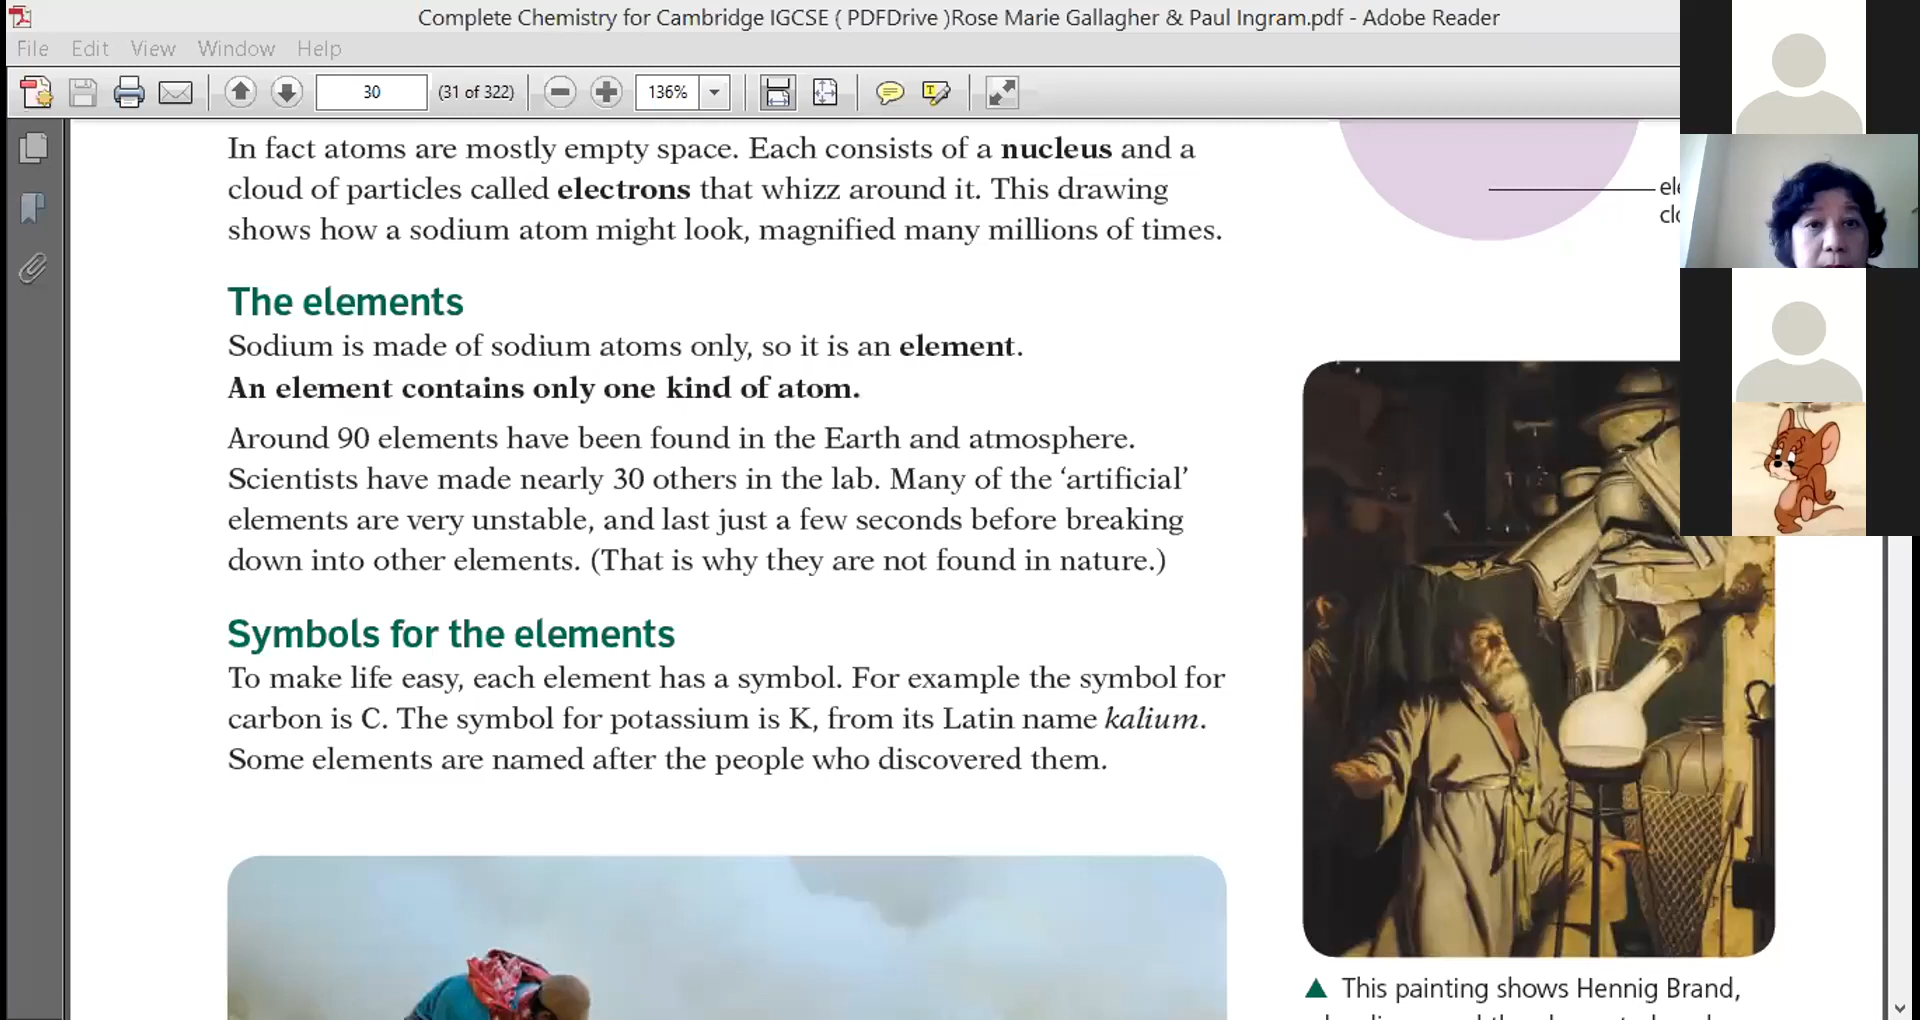 Complete Chemistry for Cambridge IGCSE ( PDFDrive )Rose Marie Gallagher & Paul Ingram.pdf - Adobe Reader
File Edit View Window Help
30 (31 of 322) 136%
In fact atoms are mostly empty space. Each consists of a nucleus and a
cloud of particles called electrons that whizz around it. This drawing
shows how a sodium atom might look, magnified many millions of times.
The elements
Sodium is made of sodium atoms only, so it is an element.
An element contains only one kind of atom.
Around 90 elements have been found in the Earth and atmosphere.
Scientists have made nearly 30 others in the lab. Many of the ‘artificial’
elements are very unstable, and last just a few seconds before breaking
down into other elements. (That is why they are not found in nature.)
Symbols for the elements
To make life easy, each element has a symbol. For example the symbol for
carbon is C. The symbol for potassium is K, from its Latin name kalium.
Some elements are named after the people who discovered them.
▲ This painting shows Hennig Brand,